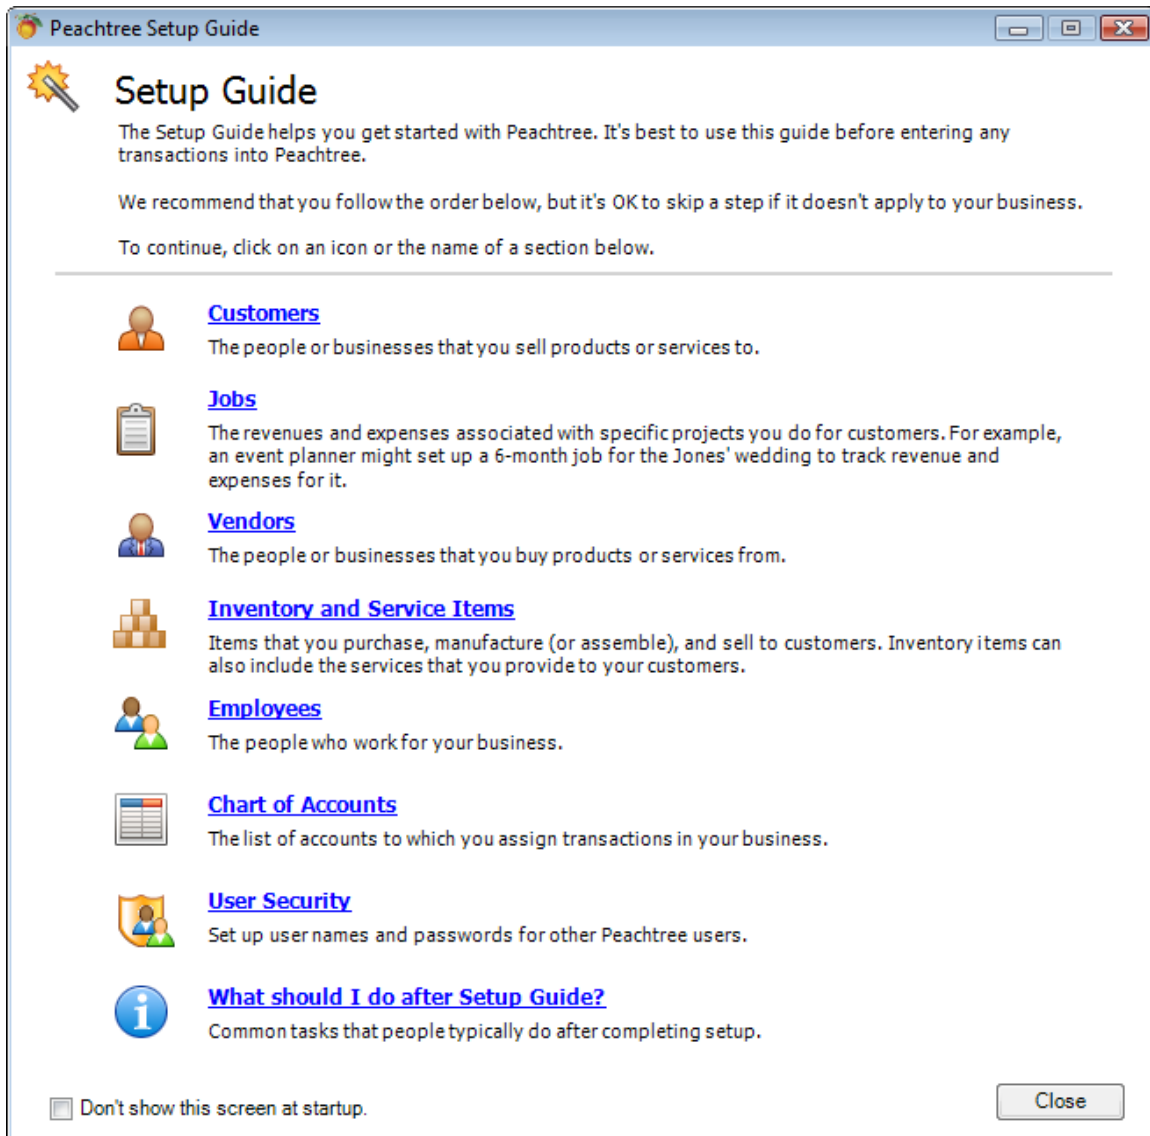 Peachtree Setup Guide
Setup Guide
The Setup Guide helps you get started with Peachtree. It's best to use this guide before entering any
transactions into Peachtree.
We recommend that you follow the order below, but it's OK to skip a step if it doesn't apply to your business.
To continue, click on an icon or the name of a section below.
Customers
The people or businesses that you sell products or services to.
Jobs
The revenues and expenses associated with specific projects you do for customers. For example,
an event planner might set up a 6-month job for the Jones' wedding to track revenue and
expenses for it.
Vendors
The people or businesses that you buy products or services from.
Inventory and Service Items
Items that you purchase, manufacture (or assemble), and sell to customers. Inventory items can
also include the services that you provide to your customers.
Employees
The people who work for your business.
Chart of Accounts
The list of accounts to which you assign transactions in your business.
User Security
Set up user names and passwords for other Peachtree users.
What should I do after Setup Guide?
Common tasks that people typically do after completing setup.
Don't show this screen at startup.
Close